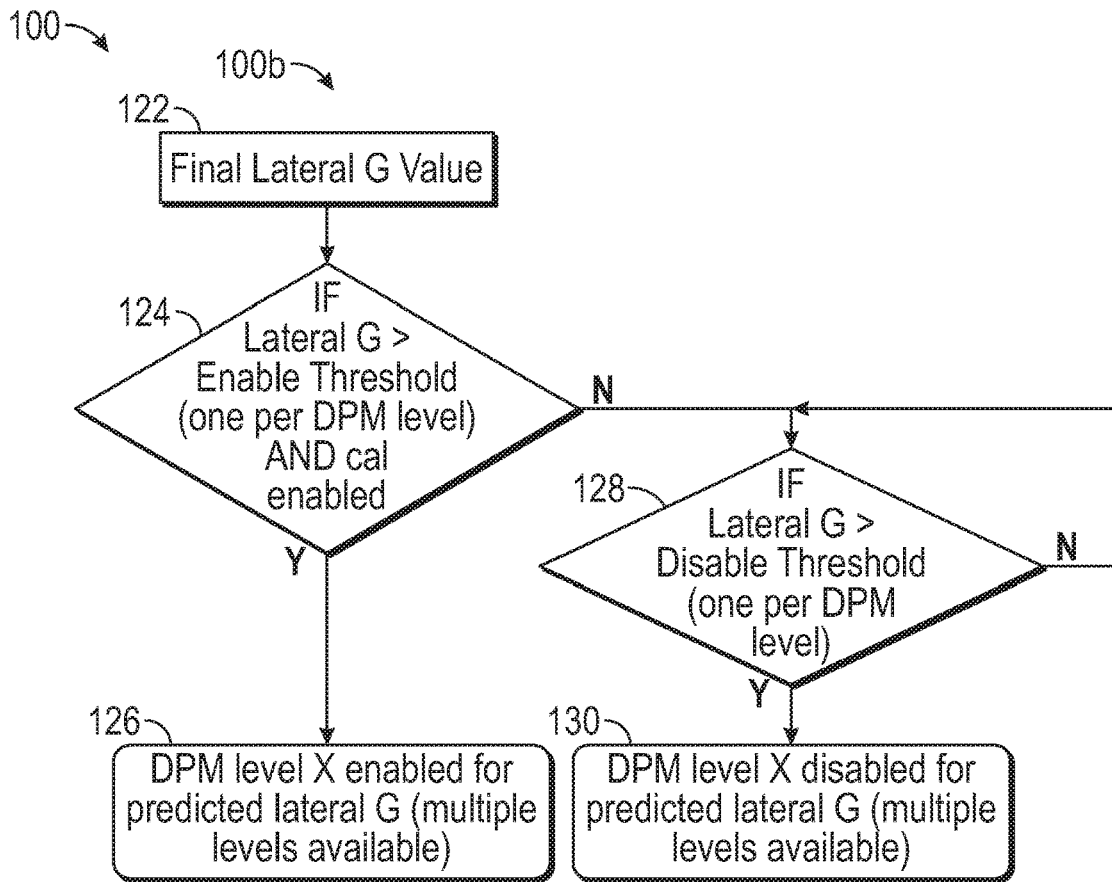 100
100b
122
Final Lateral G Value
124
IF
Lateral G >
Enable Threshold
(one per DPM level)
AND cal
enabled
N
Y
128
IF
Lateral G >
Disable Threshold
(one per DPM
level)
N
Y
126
DPM level X enabled for
predicted lateral G (multiple
levels available)
130
DPM level X disabled for
predicted lateral G (multiple
levels available)